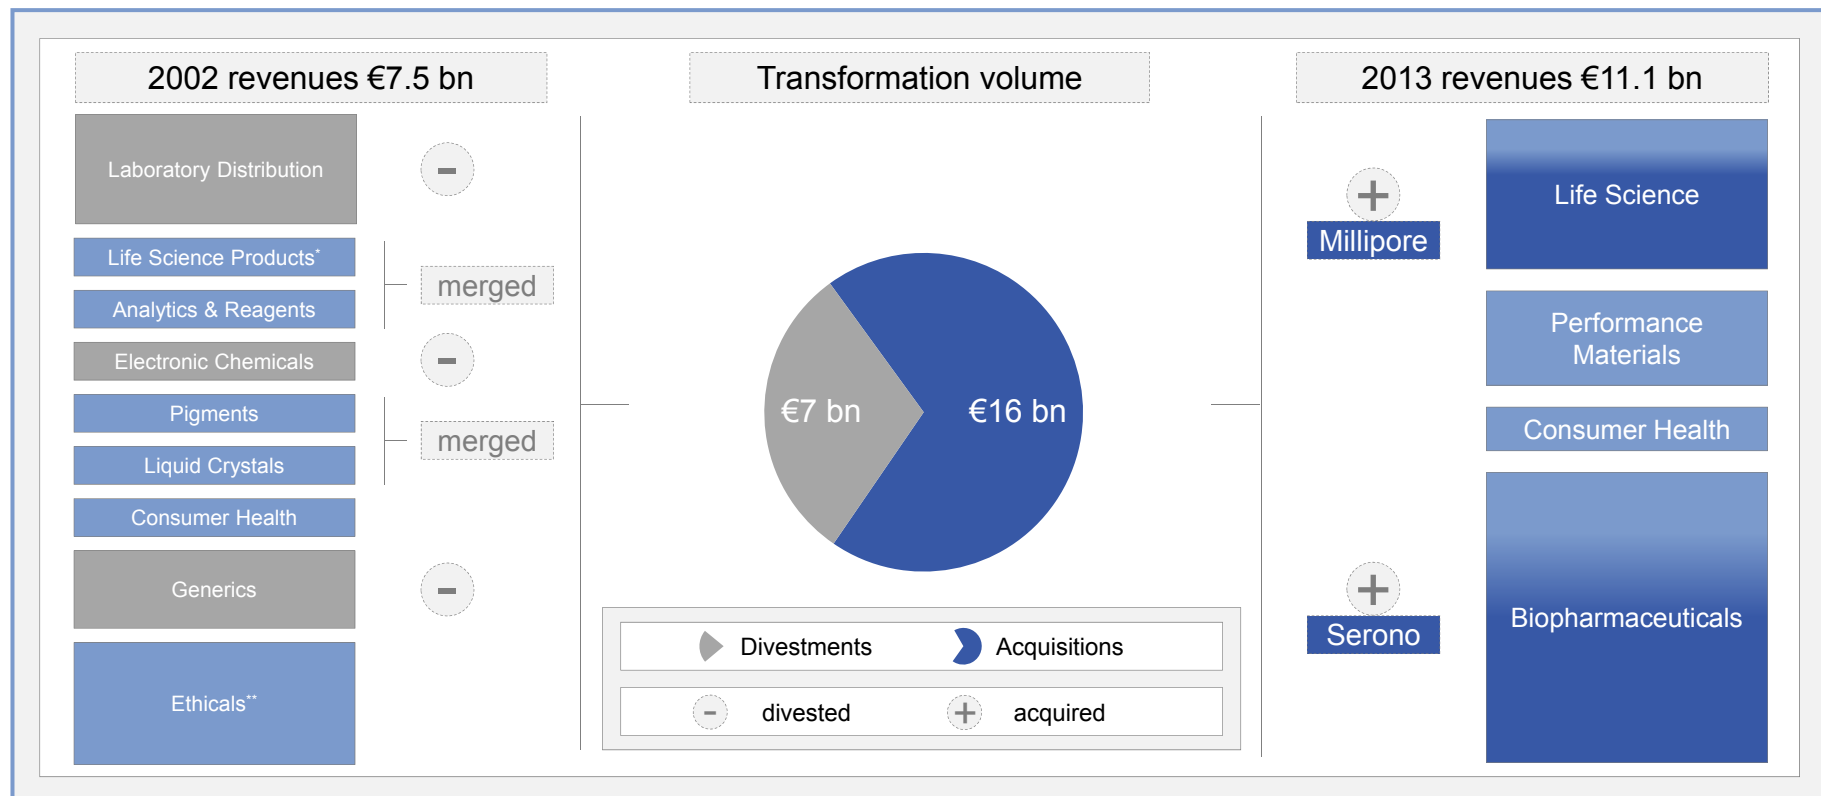 2002 revenues €7.5 bn
Transformation volume
2013 revenues €11.1 bn
Laboratory Distribution
-
Life Science Products*
Analytics & Reagents
merged
Electronic Chemicals
-
Pigments
Liquid Crystals
merged
Consumer Health
Generics
-
Ethicals**
€7 bn
€16 bn
Divestments
Acquisitions
- divested
+ acquired
+
Millipore
Life Science
Performance
Materials
Consumer Health
+
Serono
Biopharmaceuticals